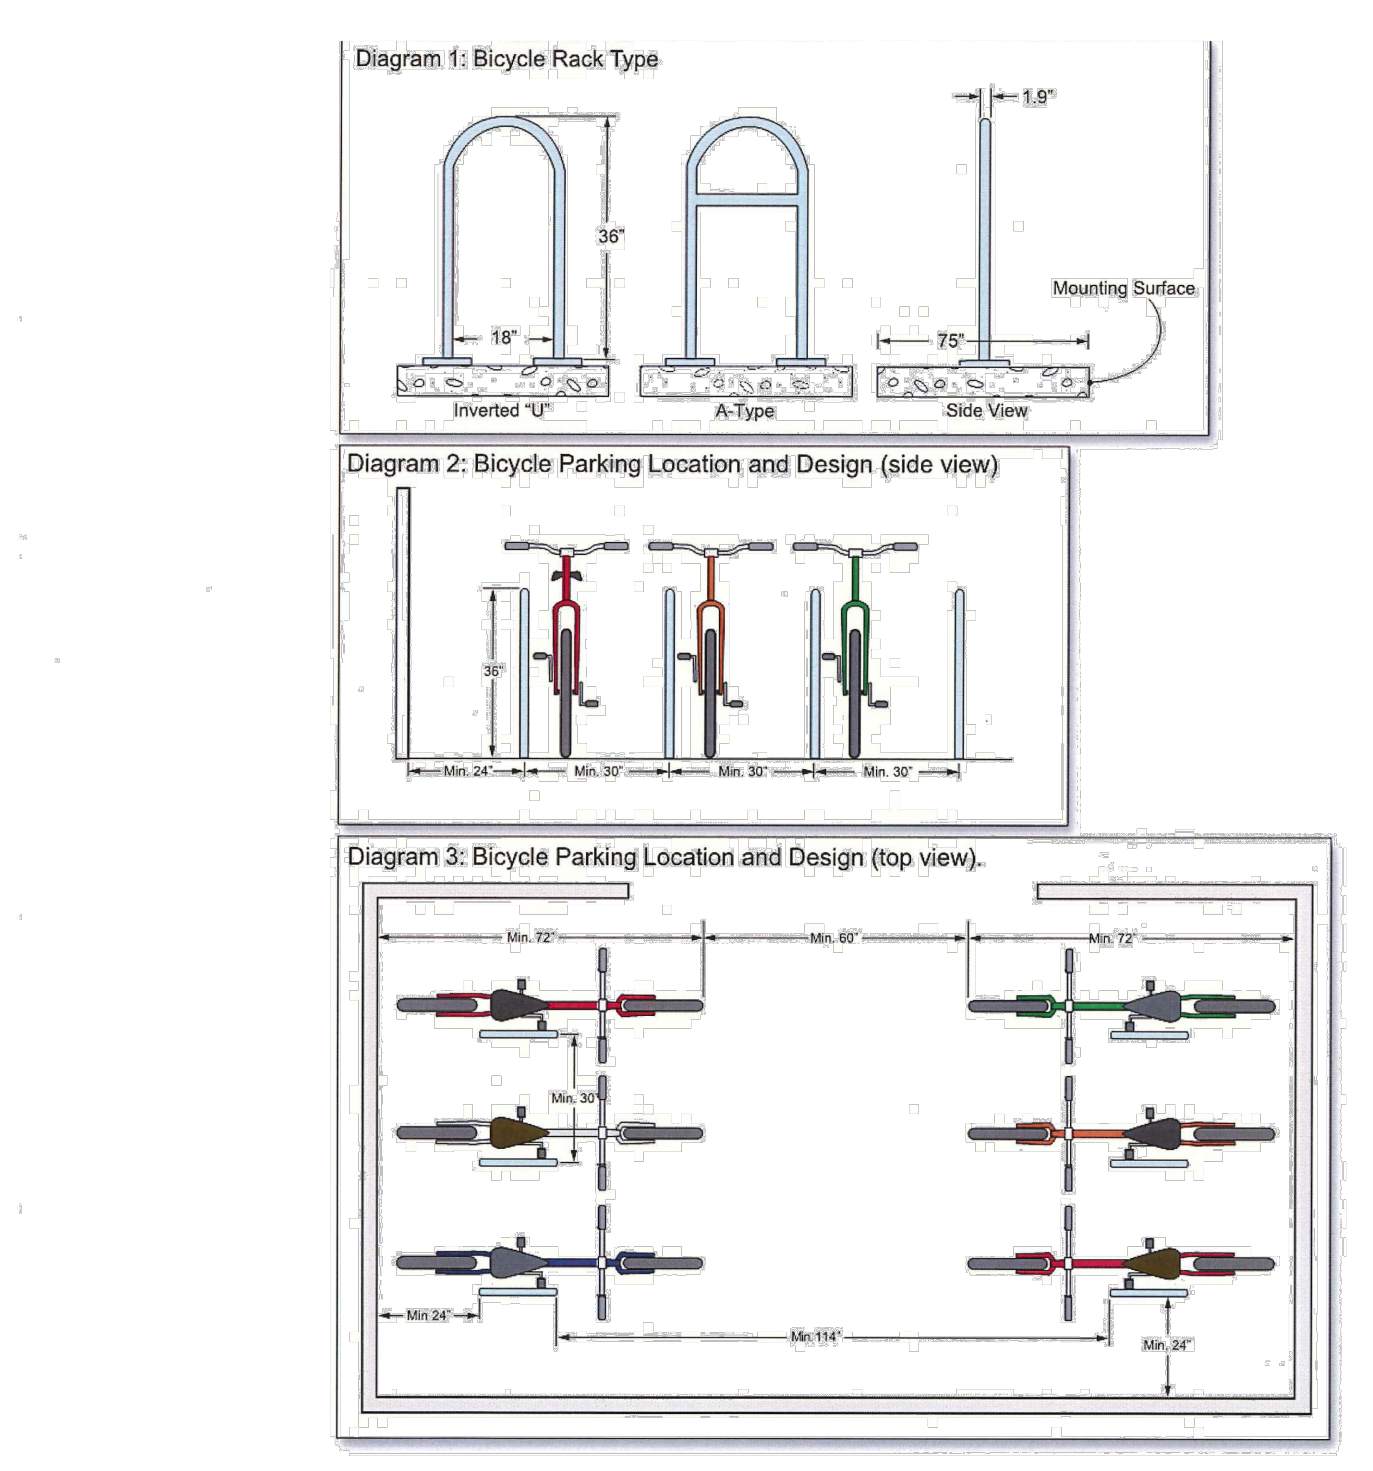 Diagram 1: Bicycle Rack Type
1.9"
36"
Mounting Surface
18"
75"
Inverted “U”
A-Type
Side View
Diagram 2: Bicycle Parking Location and Design (side view)
36"
Min. 24"
Min. 30"
Min. 30"
Min. 30"
Diagram 3: Bicycle Parking Location and Design (top view).
Min. 72"
Min. 60"
Min. 72"
Min. 30"
Min 24"
Min 114"
Min. 24"